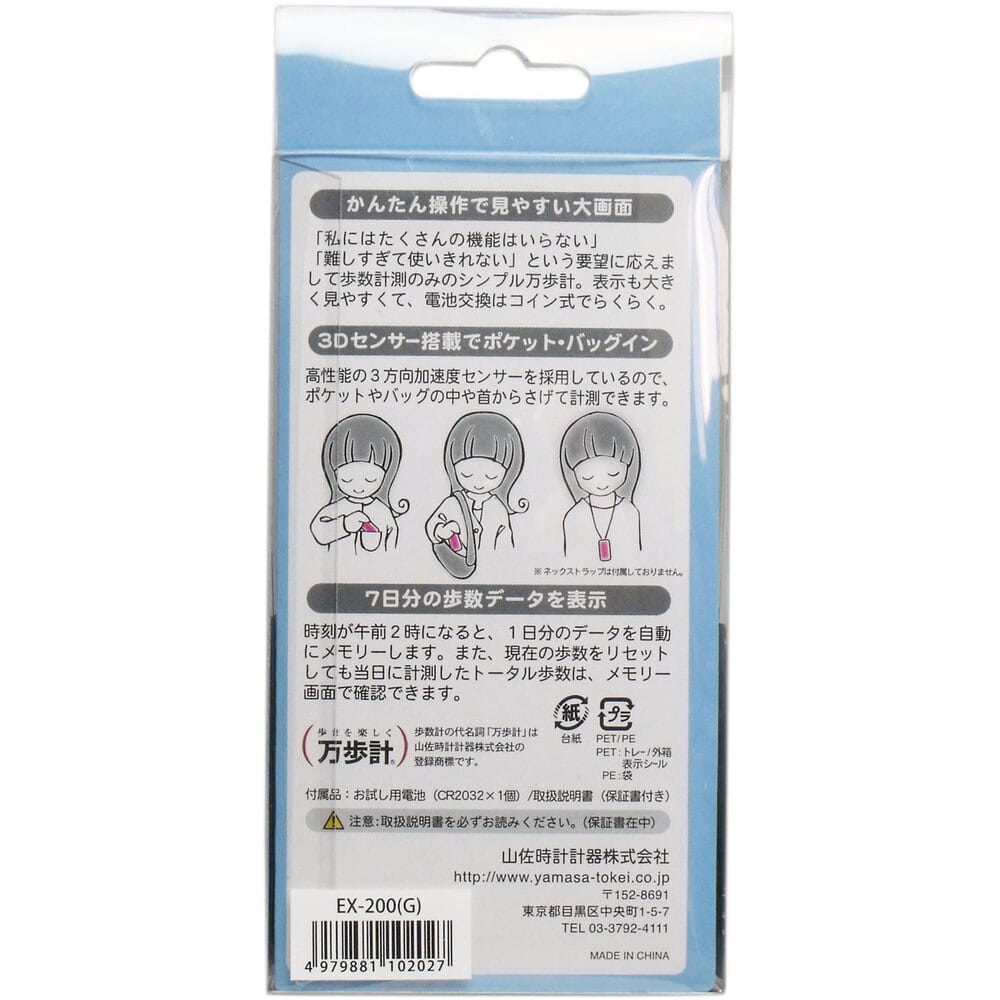 かんたん操作で見やすい大画面
「私にはたくさんの機能はいらない」
「難しすぎて使いきれない」という要望に応えまし
て歩数計測のみのシンプル万歩計。表示も大き
く見やすくて、電池交換はコイン式でらくらく。
3Dセンサー搭載でポケット・バッグイン
高性能の3方向加速度センサーを採用しているので、
ポケットやバッグの中や首からさげて計測できます。
※ネックストラップは付属しておりません。
7日分の歩数データを表示
時刻が午前2時になると、1日分のデータを自動
にメモリーします。また、現在の歩数をリセット
しても当日に計測したトータル歩数は、メモリー
画面で確認できます。
紙
台紙
プラ
PET/PE
PET:トレー/外箱
表示シール
PE:袋
歩くを楽しく
万歩計®
歩数計の代名詞「万歩計」は
山佐時計計器株式会社の
登録商標です。
付属品:お試し用電池(CR2032×1個)/取扱説明書(保証書付き)
注意:取扱説明書を必ずお読みください。(保証書在中)
山佐時計計器株式会社
http://www.yamasa-tokei.co.jp
〒152-8691
東京都目黒区中央町1-5-7
TEL 03-3792-4111
MADE IN CHINA
EX-200(G)
4 979881 102027